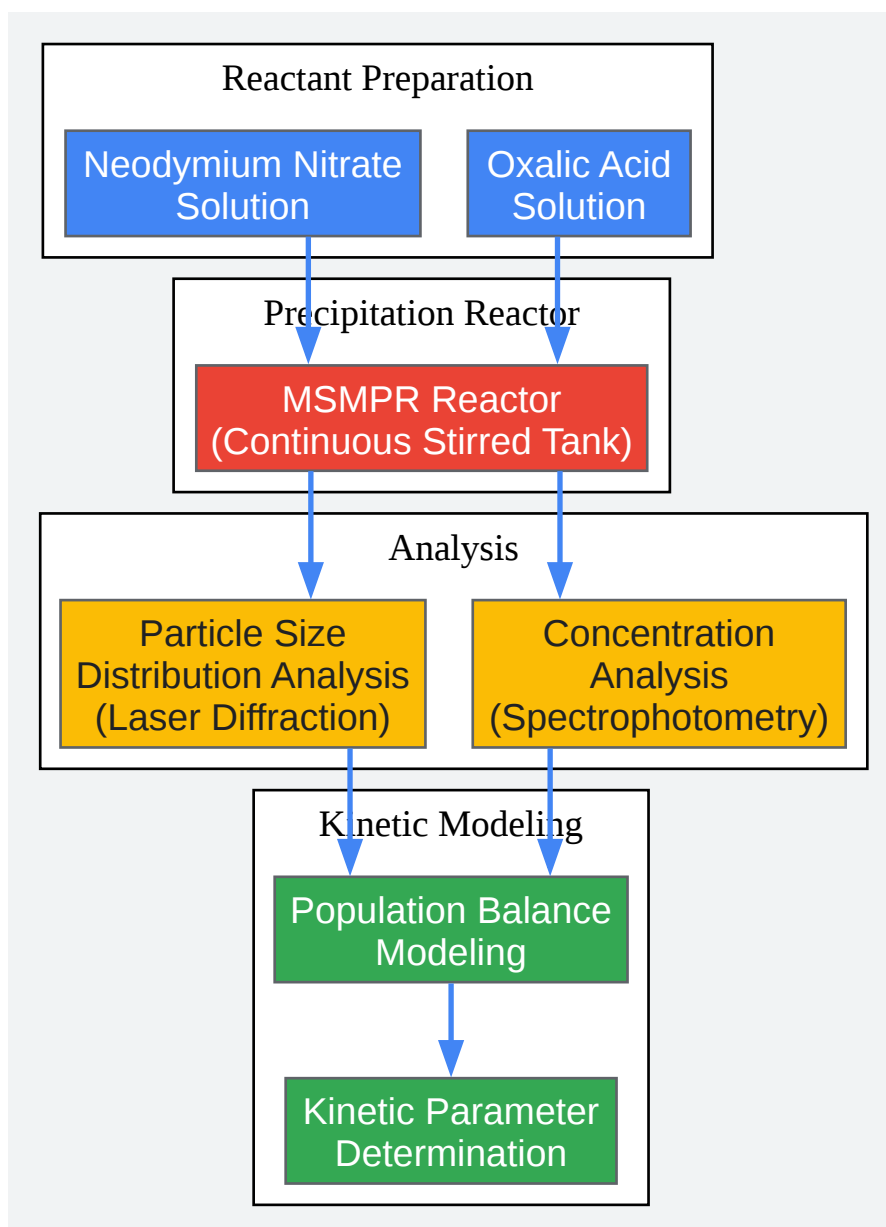 Reactant Preparation
Neodymium Nitrate
Solution
Oxalic Acid
Solution
Precipitation Reactor
MSMPR Reactor
(Continuous Stirred Tank)
Analysis
Particle Size
Distribution Analysis
(Laser Diffraction)
Concentration
Analysis
(Spectrophotometry)
Kinetic Modeling
Population Balance
Modeling
Kinetic Parameter
Determination